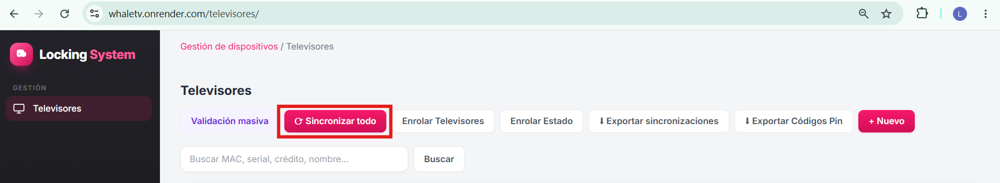 whaletv.onrender.com/televisores/
L
Locking System
Gestión de dispositivos / Televisores
GESTIÓN
Televisores
Televisores
Validación masiva
⟳ Sincronizar todo
Enrolar Televisores
Enrolar Estado
⬇ Exportar sincronizaciones
⬇ Exportar Códigos Pin
+ Nuevo
Buscar MAC, serial, crédito, nombre...
Buscar